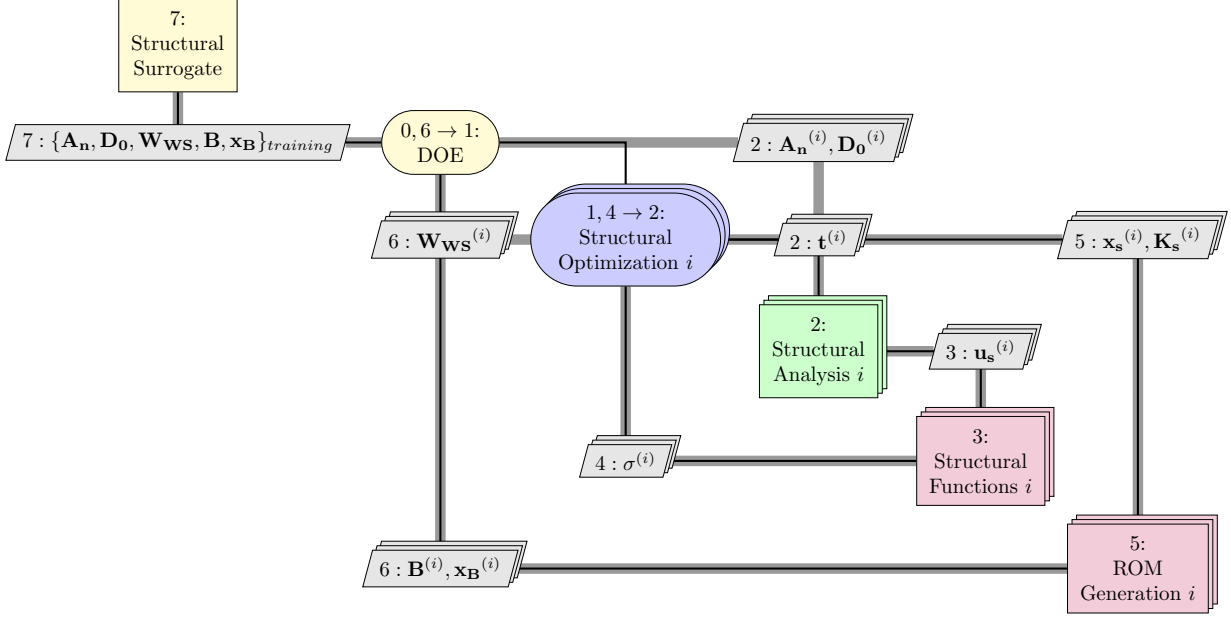 7:
Structural
Surrogate
7 : {A_n, D_0, W_WS, B, x_B}_training
0, 6 → 1:
DOE
2 : A_n^(i), D_0^(i)
6 : W_WS^(i)
1, 4 → 2:
Structural
Optimization i
2 : t^(i)
5 : x_s^(i), K_s^(i)
2:
Structural
Analysis i
3 : u_s^(i)
4 : σ^(i)
3:
Structural
Functions i
6 : B^(i), x_B^(i)
5:
ROM
Generation i